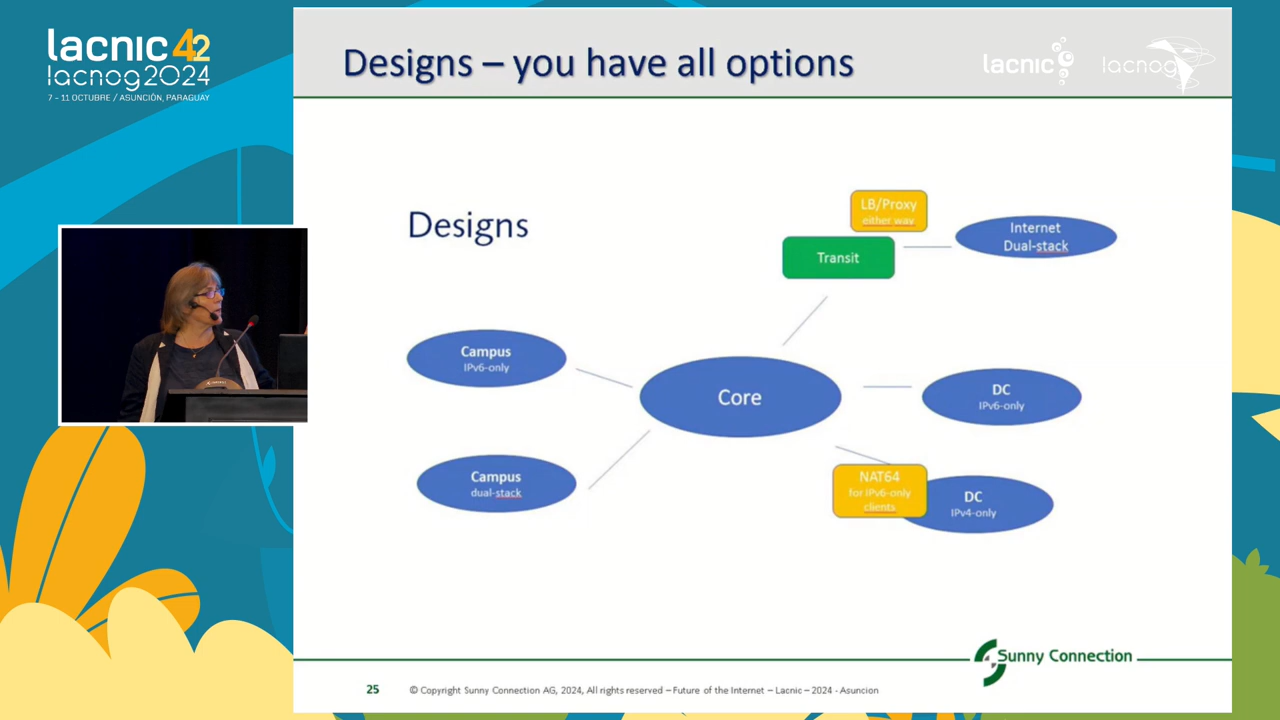 lacnic 42
lacnog2024
7 - 11 OCTUBRE / ASUNCIÓN, PARAGUAY
Designs – you have all options
lacnic
lacnog
Designs
LB/Proxy
either way
Transit
Internet
Dual-stack
Campus
IPv6-only
Core
DC
IPv6-only
Campus
dual-stack
NAT64
for IPv6-only
clients
DC
IPv4-only
Sunny Connection
25
© Copyright Sunny Connection AG, 2024, All rights reserved – Future of the Internet – Lacnic – 2024 - Asuncion